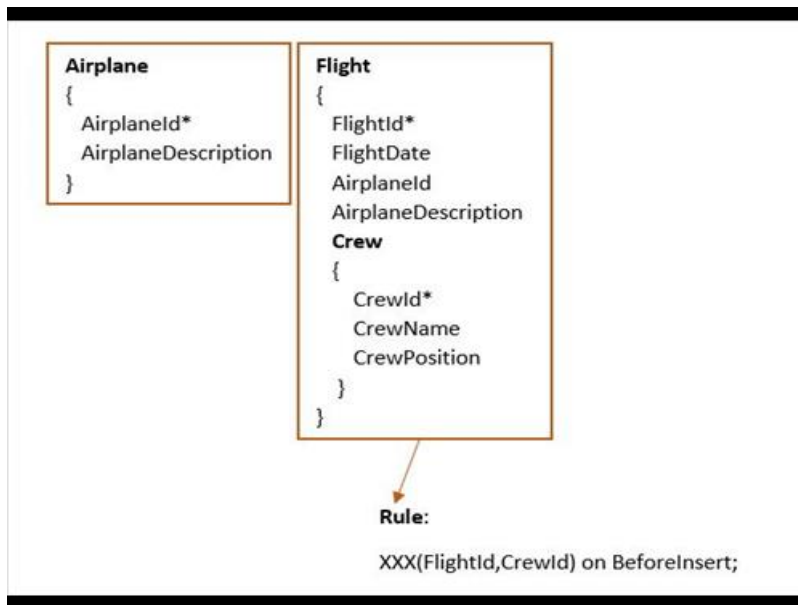 Airplane
{
AirplaneId*
AirplaneDescription
}
Flight
{
FlightId*
FlightDate
AirplaneId
AirplaneDescription
Crew
{
CrewId*
CrewName
CrewPosition
}
}
Rule:
XXX(FlightId,CrewId) on BeforeInsert;